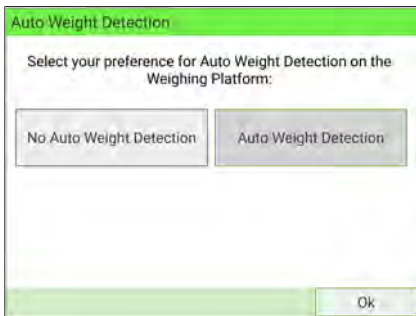 Auto Weight Detection
Select your preference for Auto Weight Detection on the
Weighing Platform:
No Auto Weight Detection
Auto Weight Detection
Ok